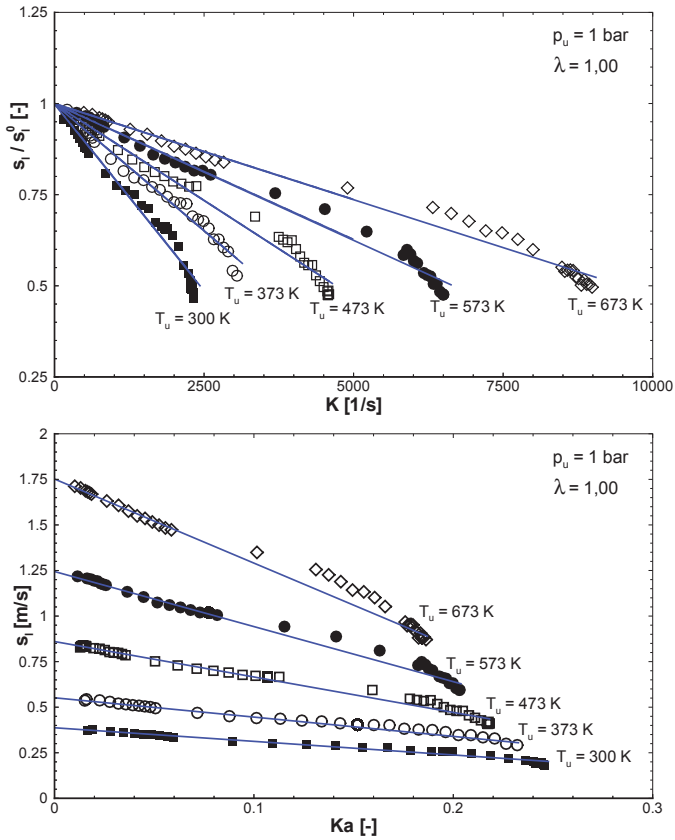 1.25
p_u = 1 bar
λ = 1,00
1
s_l / s_l^0 [-]
0.75
0.5
T_u = 300 K
T_u = 373 K
T_u = 473 K
T_u = 573 K
T_u = 673 K
0.25
0 2500 5000 7500 10000
K [1/s]
2
p_u = 1 bar
λ = 1,00
1.75
1.5
1.25
s_l [m/s]
1
0.75
0.5
0.25
0
T_u = 673 K
T_u = 573 K
T_u = 473 K
T_u = 373 K
T_u = 300 K
0 0.1 0.2 0.3
Ka [-]